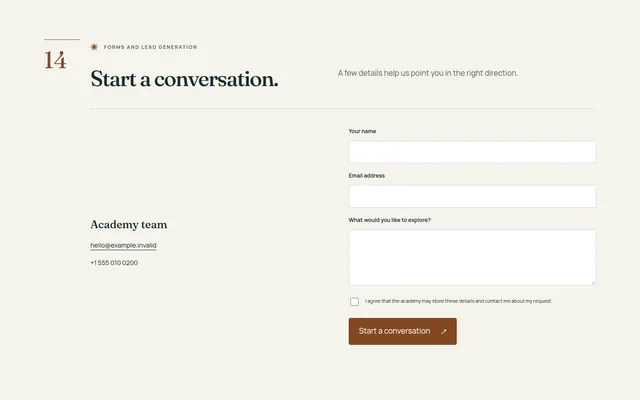 14
FORMS AND LEAD GENERATION
Start a conversation.
A few details help us point you in the right direction.
Academy team
hello@example.invalid
+1 555 010 0200
Your name
Email address
What would you like to explore?
I agree that the academy may store these details and contact me about my request.
Start a conversation ↗